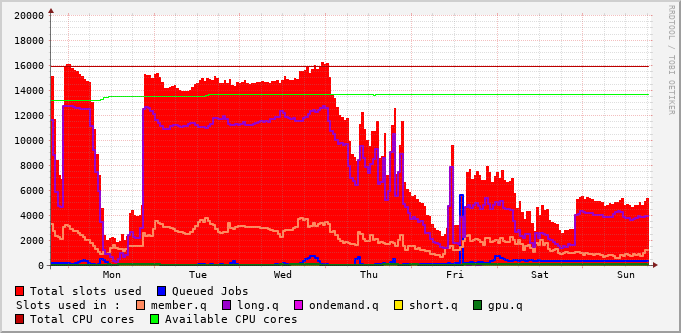 RRDTOOL / TOBI OETIKER
20000
18000
16000
14000
12000
10000
8000
6000
4000
2000
0
Mon Tue Wed Thu Fri Sat Sun
Total slots used Queued Jobs
Slots used in : member.q long.q ondemand.q short.q gpu.q
Total CPU cores Available CPU cores